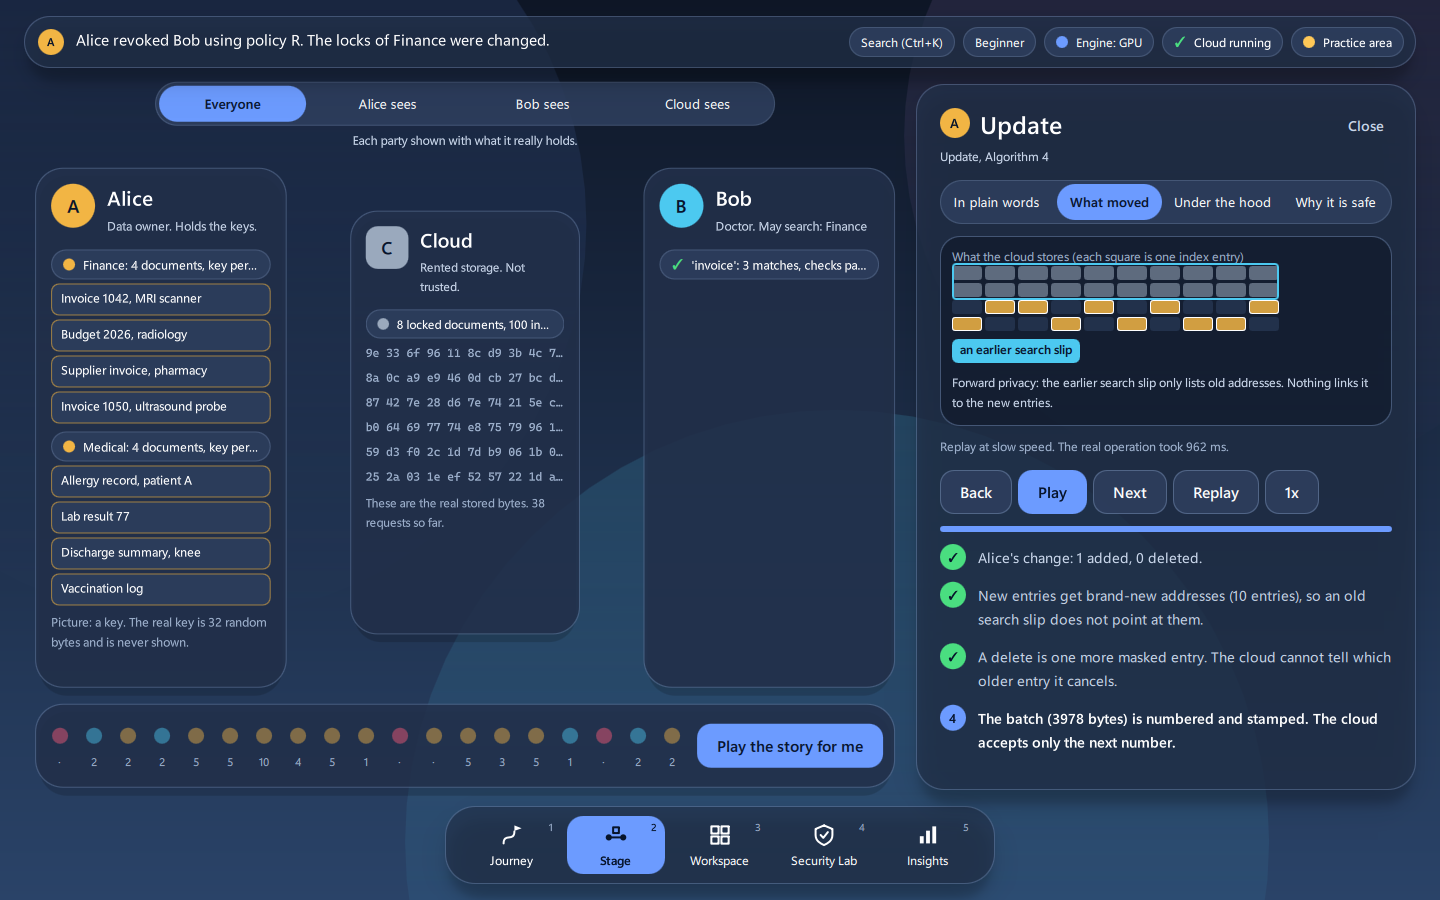 A Alice revoked Bob using policy R. The locks of Finance were changed.
Search (Ctrl+K) Beginner Engine: GPU ✓ Cloud running Practice area
Everyone Alice sees Bob sees Cloud sees
Each party shown with what it really holds.
A Alice
Data owner. Holds the keys.
Finance: 4 documents, key per...
Invoice 1042, MRI scanner
Budget 2026, radiology
Supplier invoice, pharmacy
Invoice 1050, ultrasound probe
Medical: 4 documents, key per...
Allergy record, patient A
Lab result 77
Discharge summary, knee
Vaccination log
Picture: a key. The real key is 32 random
bytes and is never shown.
C Cloud
Rented storage. Not
trusted.
8 locked documents, 100 in...
9e 33 6f 96 11 8c d9 3b 4c 7…
8a 0c a9 e9 46 0d cb 27 bc d…
87 42 7e 28 d6 7e 74 21 5e c…
b0 64 69 77 74 e8 75 79 96 1…
59 d3 f0 2c 1d 7d b9 06 1b 0…
25 2a 03 1e ef 52 57 22 1d a…
These are the real stored bytes. 38
requests so far.
B Bob
Doctor. May search: Finance
✓ 'invoice': 3 matches, checks pa...
· 2 2 2 5 5 10 4 5 1 · · 5 3 5 1 · 2 2
Play the story for me
A Update
Close
Update, Algorithm 4
In plain words What moved Under the hood Why it is safe
What the cloud stores (each square is one index entry)
an earlier search slip
Forward privacy: the earlier search slip only lists old addresses. Nothing links it
to the new entries.
Replay at slow speed. The real operation took 962 ms.
Back Play Next Replay 1x
✓ Alice's change: 1 added, 0 deleted.
✓ New entries get brand-new addresses (10 entries), so an old
search slip does not point at them.
✓ A delete is one more masked entry. The cloud cannot tell which
older entry it cancels.
4 The batch (3978 bytes) is numbered and stamped. The cloud
accepts only the next number.
1 2 3 4 5
Journey Stage Workspace Security Lab Insights